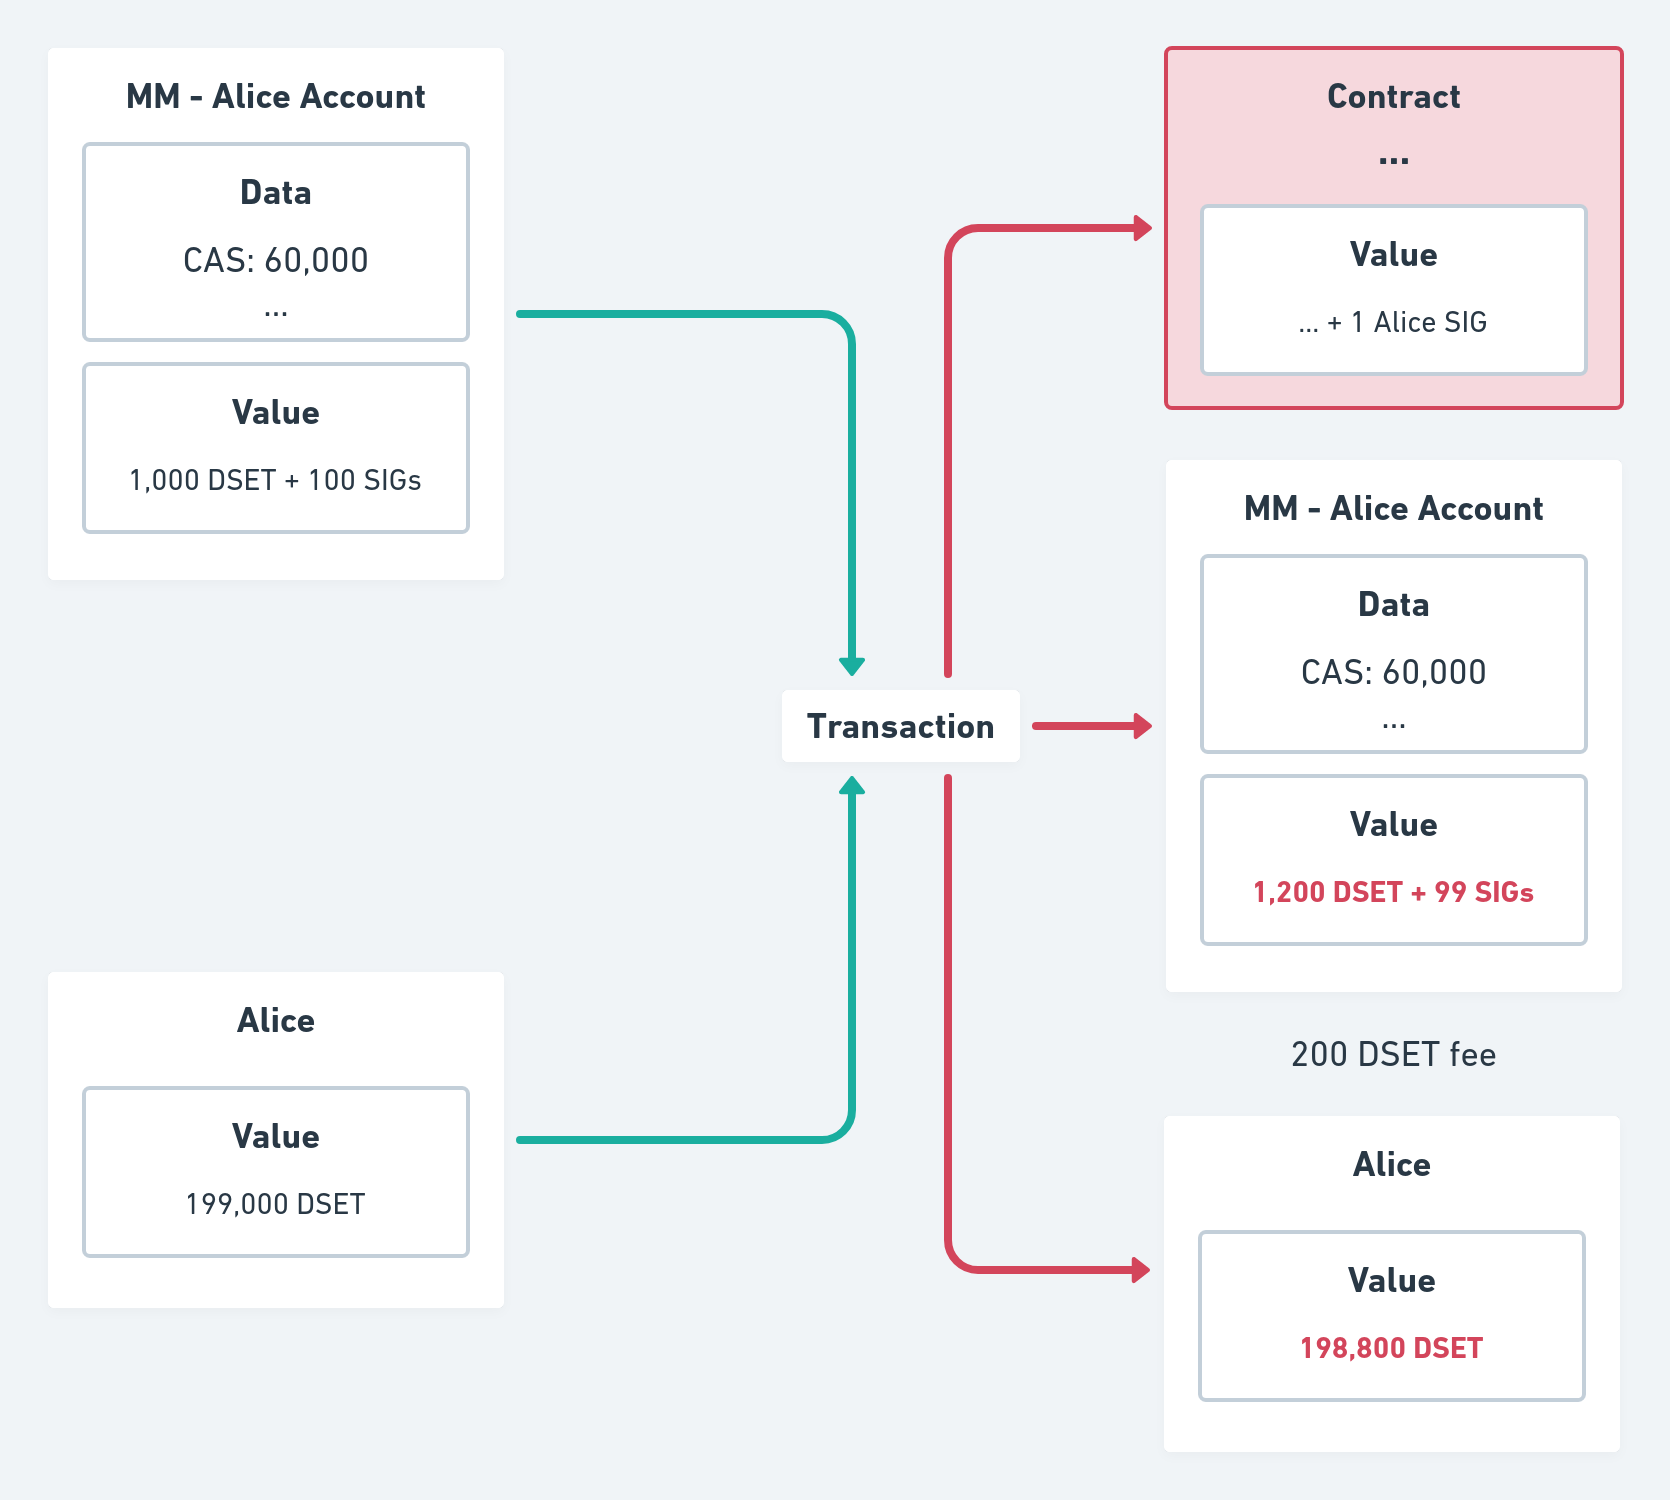 MM - Alice Account
Data
CAS: 60,000
...
Value
1,000 DSET + 100 SIGs
Alice
Value
199,000 DSET
Transaction
Contract
...
Value
... + 1 Alice SIG
MM - Alice Account
Data
CAS: 60,000
...
Value
1,200 DSET + 99 SIGs
200 DSET fee
Alice
Value
198,800 DSET